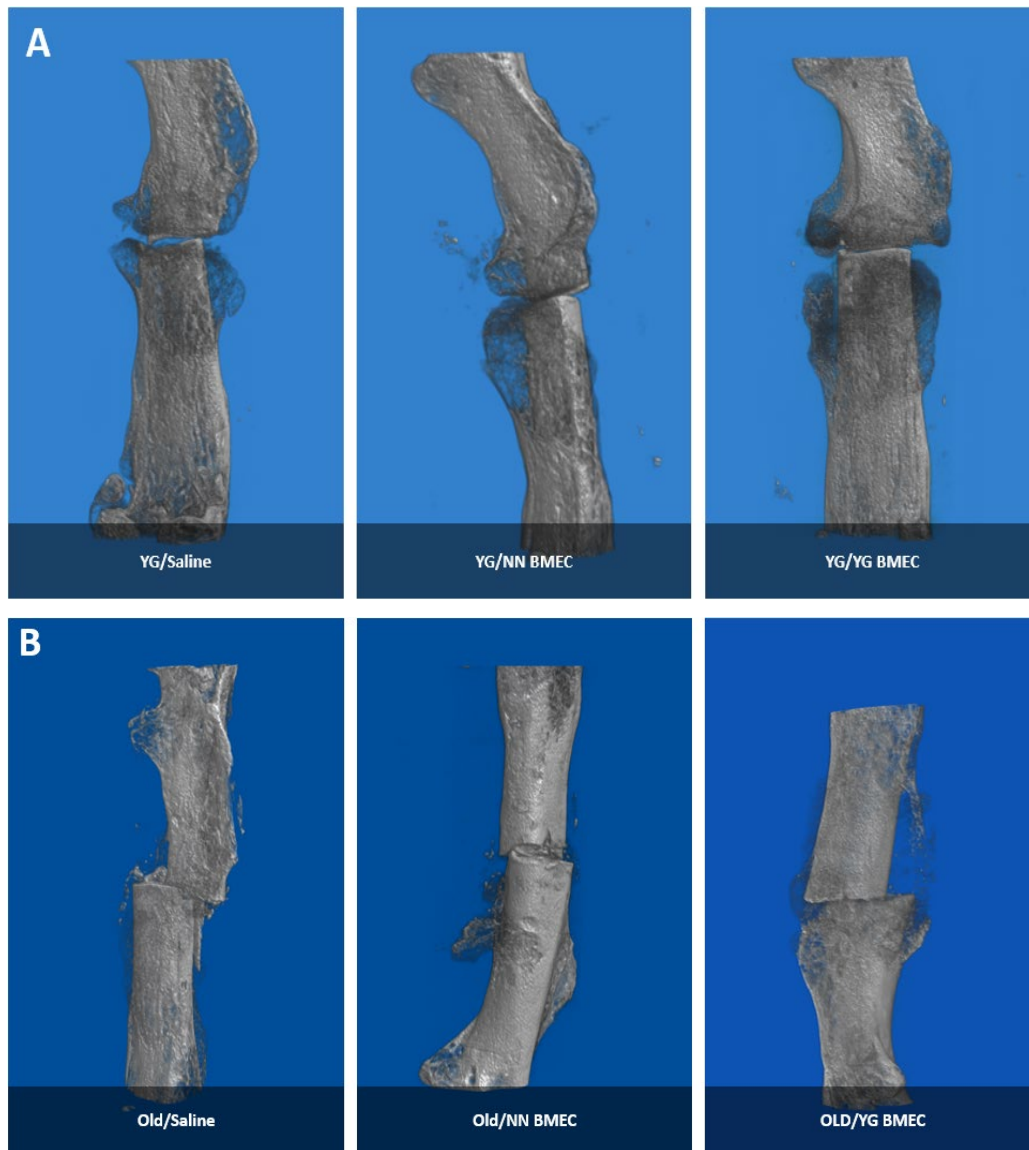 A
YG/Saline
YG/NN BMEC
YG/YG BMEC
B
Old/Saline
Old/NN BMEC
OLD/YG BMEC